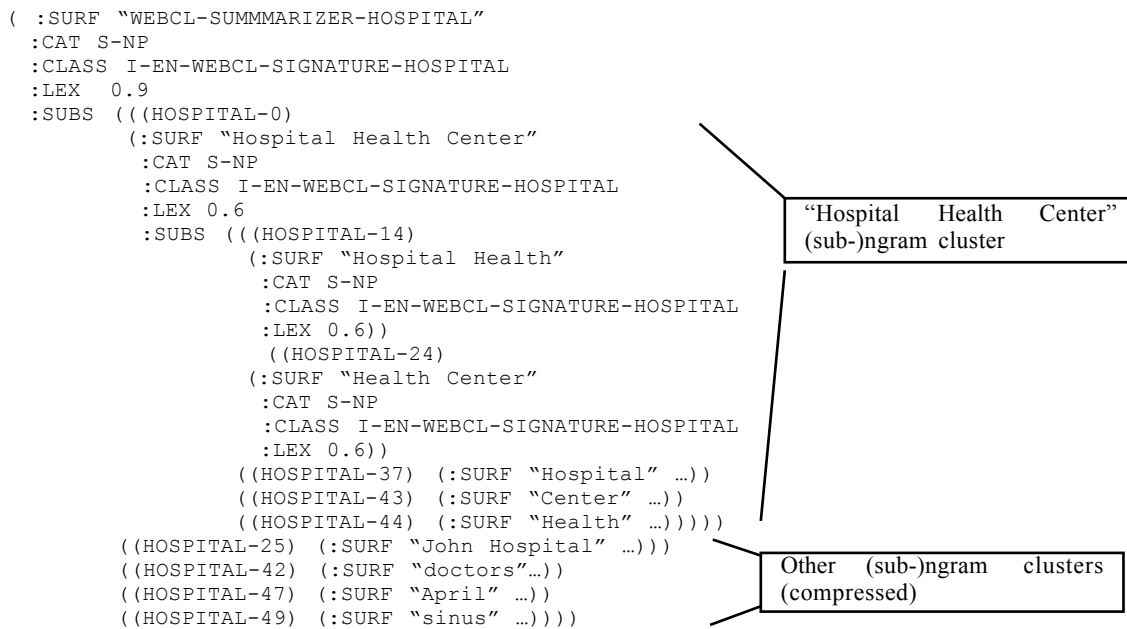 ( :SURF “WEBCL-SUMMMARIZER-HOSPITAL”
:CAT S-NP
:CLASS I-EN-WEBCL-SIGNATURE-HOSPITAL
:LEX 0.9
:SUBS (((HOSPITAL-0)
(:SURF “Hospital Health Center”
:CAT S-NP
:CLASS I-EN-WEBCL-SIGNATURE-HOSPITAL
:LEX 0.6
:SUBS (((HOSPITAL-14)
(:SURF “Hospital Health”
:CAT S-NP
:CLASS I-EN-WEBCL-SIGNATURE-HOSPITAL
:LEX 0.6))
((HOSPITAL-24)
(:SURF “Health Center”
:CAT S-NP
:CLASS I-EN-WEBCL-SIGNATURE-HOSPITAL
:LEX 0.6))
((HOSPITAL-37) (:SURF “Hospital” …))
((HOSPITAL-43) (:SURF “Center” …))
((HOSPITAL-44) (:SURF “Health” …)))))
((HOSPITAL-25) (:SURF “John Hospital” …)))
((HOSPITAL-42) (:SURF “doctors”…))
((HOSPITAL-47) (:SURF “April” …))
((HOSPITAL-49) (:SURF “sinus” …))))
“Hospital Health Center”
(sub-)ngram cluster
Other (sub-)ngram clusters
(compressed)